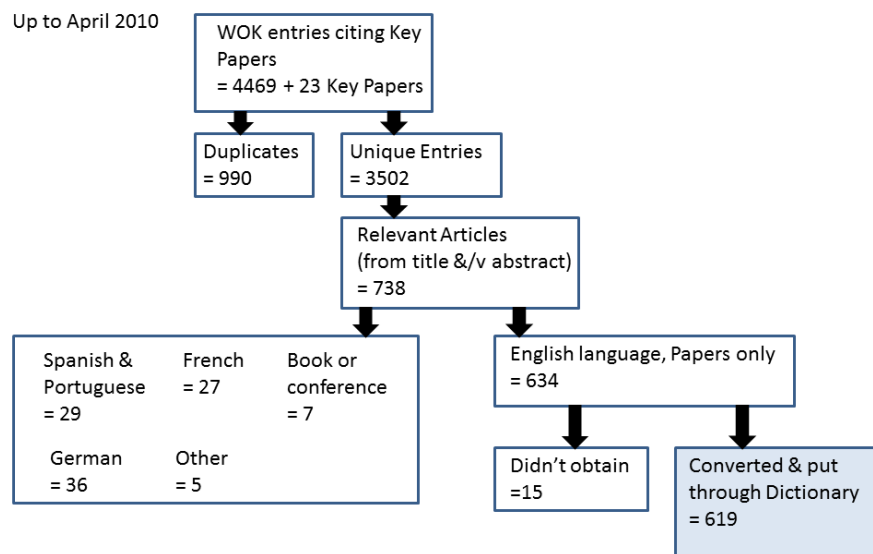 Up to April 2010
WOK entries citing Key
Papers
= 4469 + 23 Key Papers
Duplicates
= 990
Unique Entries
= 3502
Relevant Articles
(from title &/v abstract)
= 738
Spanish &
Portuguese
= 29
French
= 27
Book or
conference
= 7
German
= 36
Other
= 5
English language, Papers only
= 634
Didn't obtain
=15
Converted & put
through Dictionary
= 619